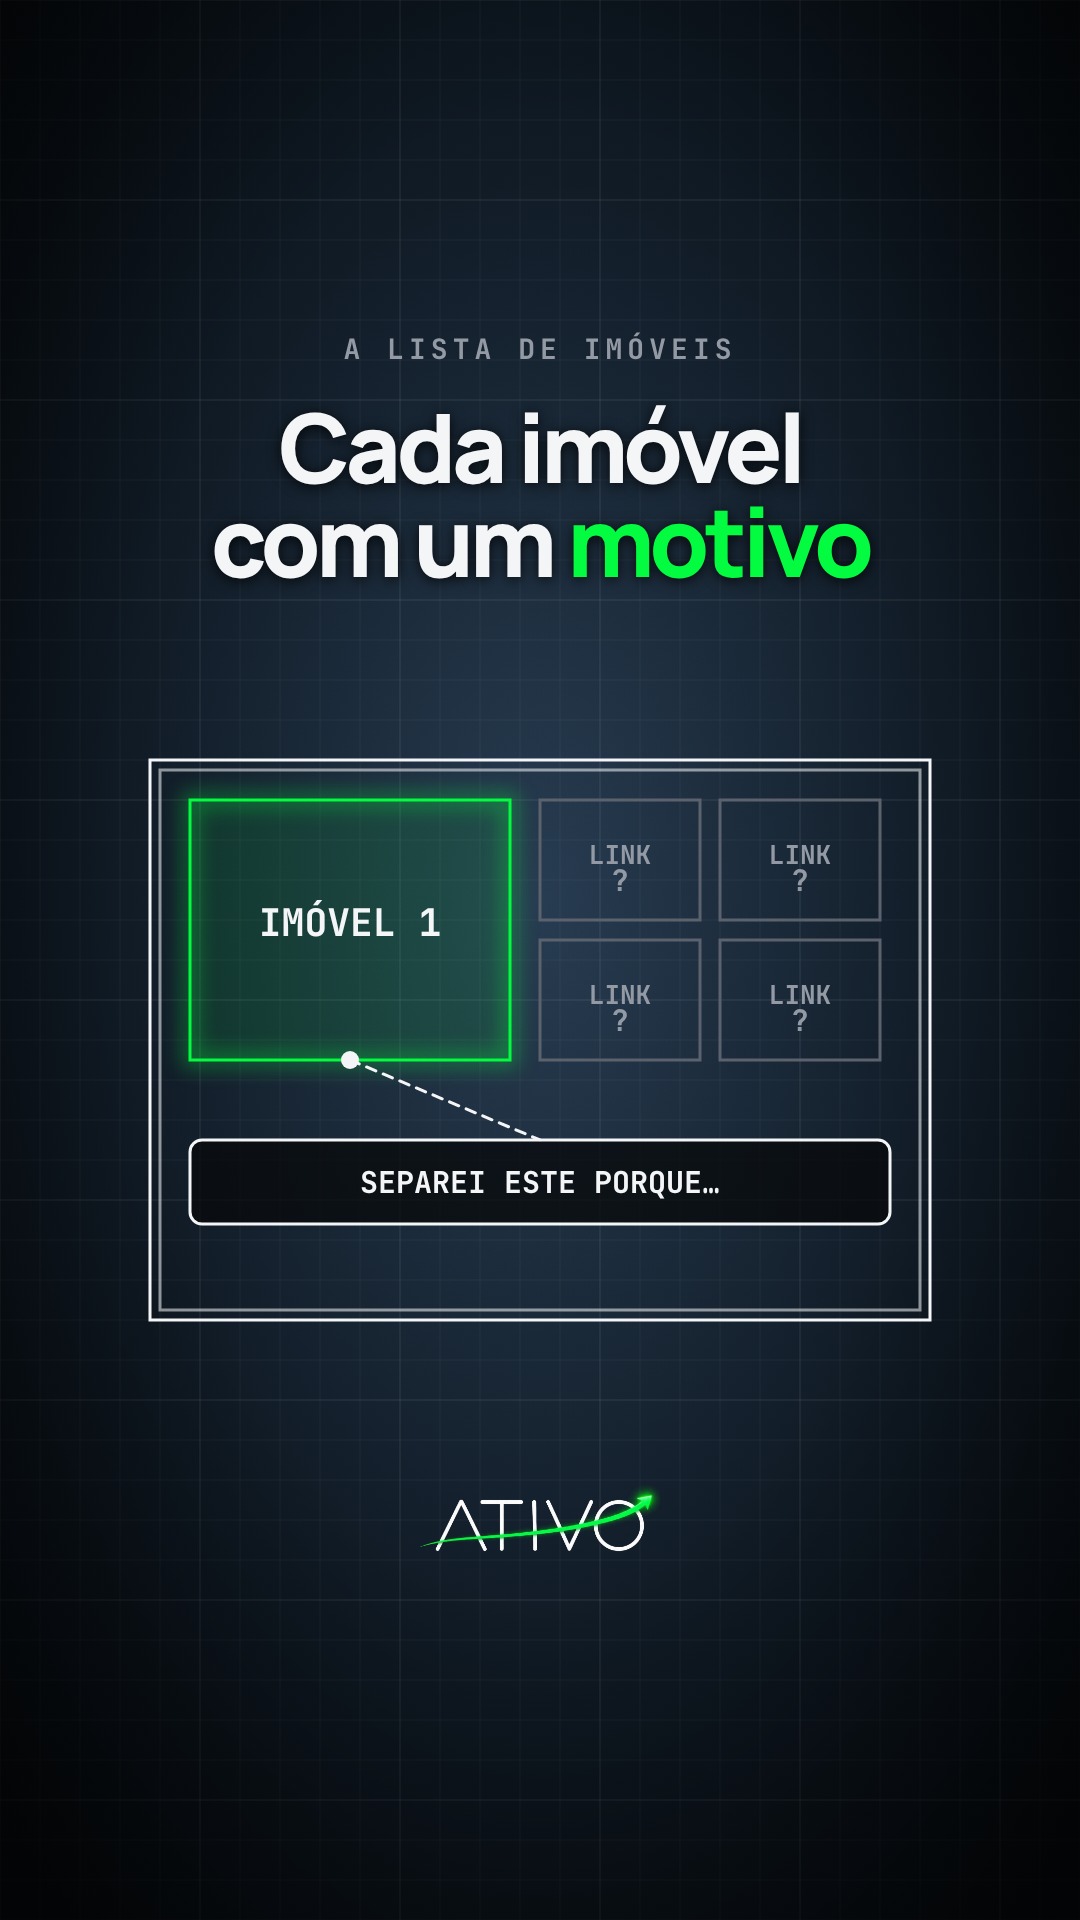 A LISTA DE IMÓVEIS
Cada imóvel
com um motivo
IMÓVEL 1
LINK
?
LINK
?
LINK
?
LINK
?
SEPAREI ESTE PORQUE…
ATIVO